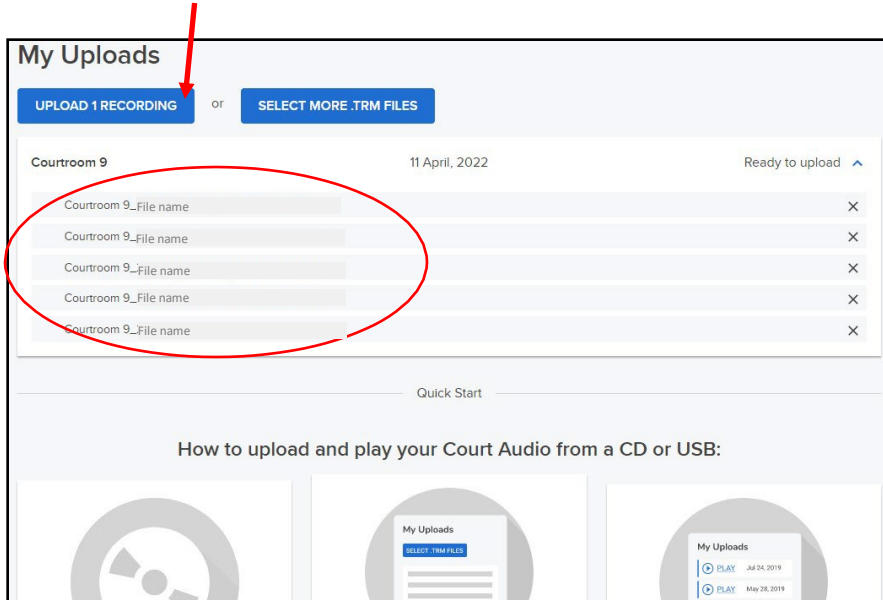 My Uploads
UPLOAD 1 RECORDING or SELECT MORE .TRM FILES
Courtroom 9 11 April, 2022 Ready to upload
Courtroom 9_File name
Courtroom 9_File name
Courtroom 9_File name
Courtroom 9_File name
Courtroom 9_File name
Quick Start
How to upload and play your Court Audio from a CD or USB:
My Uploads
SELECT .TRM FILES
My Uploads
PLAY Jul 24, 2019
PLAY May 28, 2019